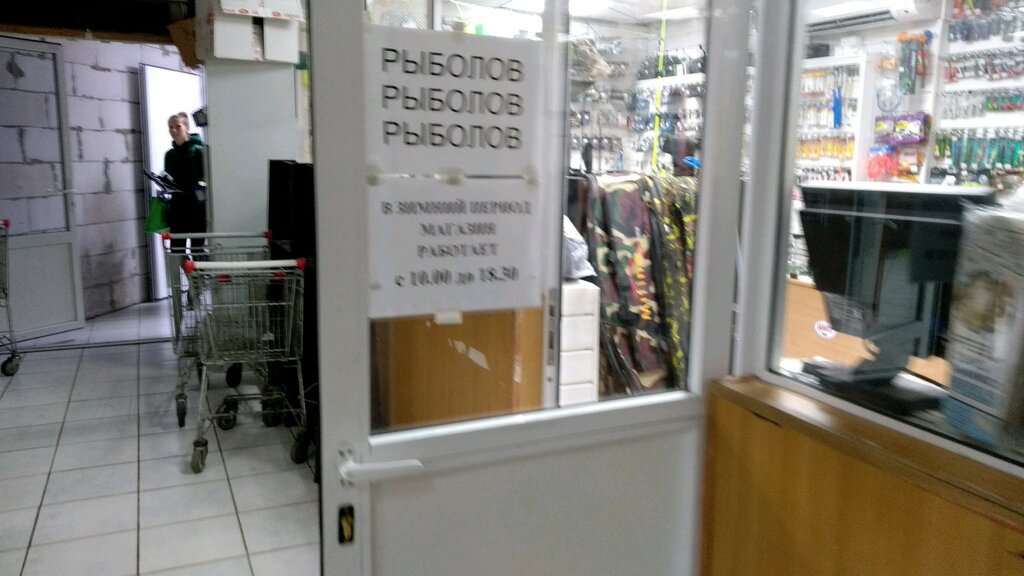 РЫБОЛОВ
РЫБОЛОВ
РЫБОЛОВ
В ЗИМНИЙ ПЕРИОД
МАГАЗИН
РАБОТАЕТ
с 10.00 до 18.30